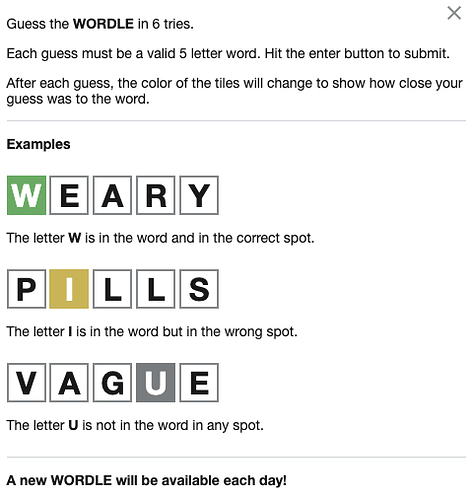 Guess the WORDLE in 6 tries.
Each guess must be a valid 5 letter word. Hit the enter button to submit.
After each guess, the color of the tiles will change to show how close your
guess was to the word.
Examples
W E A R Y
The letter W is in the word and in the correct spot.
P I L L S
The letter I is in the word but in the wrong spot.
V A G U E
The letter U is not in the word in any spot.
A new WORDLE will be available each day!